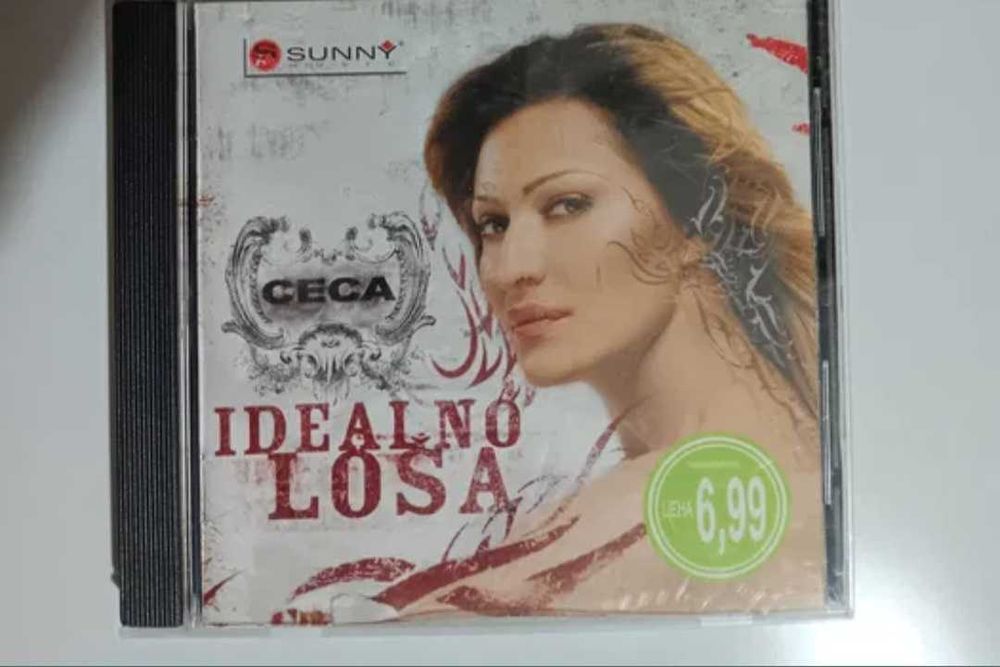 SUNNY
CECA
IDEALNO
LOŠA
ЦЕНА 6,99